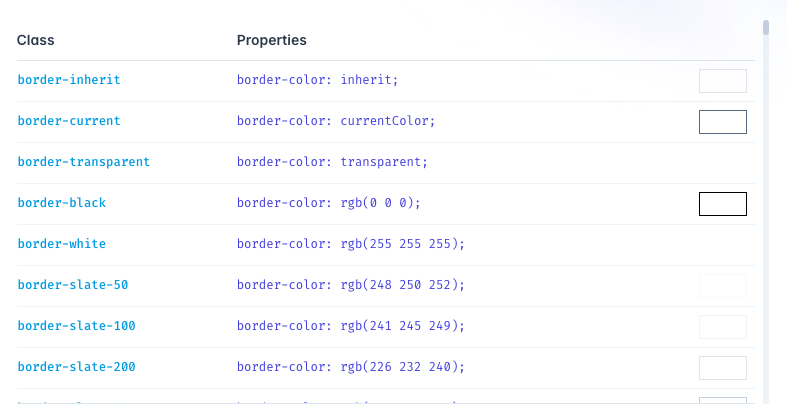 Class Properties
border-inherit border-color: inherit;
border-current border-color: currentColor;
border-transparent border-color: transparent;
border-black border-color: rgb(0 0 0);
border-white border-color: rgb(255 255 255);
border-slate-50 border-color: rgb(248 250 252);
border-slate-100 border-color: rgb(241 245 249);
border-slate-200 border-color: rgb(226 232 240);